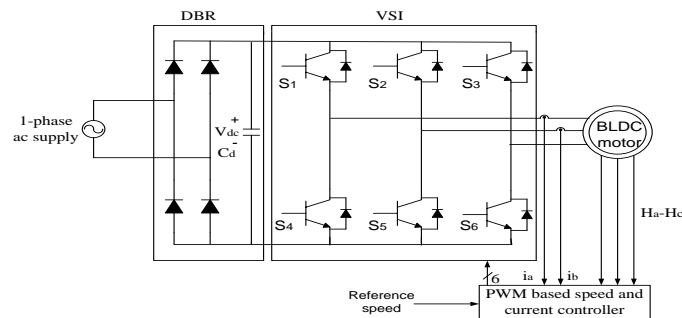 DBR
VSI
S1
S2
S3
1-phase
ac supply
+
Vdc
-
Cd
BLDC
motor
S4
S5
S6
Ha-Hc
6
ia
ib
Reference
speed
PWM based speed and
current controller